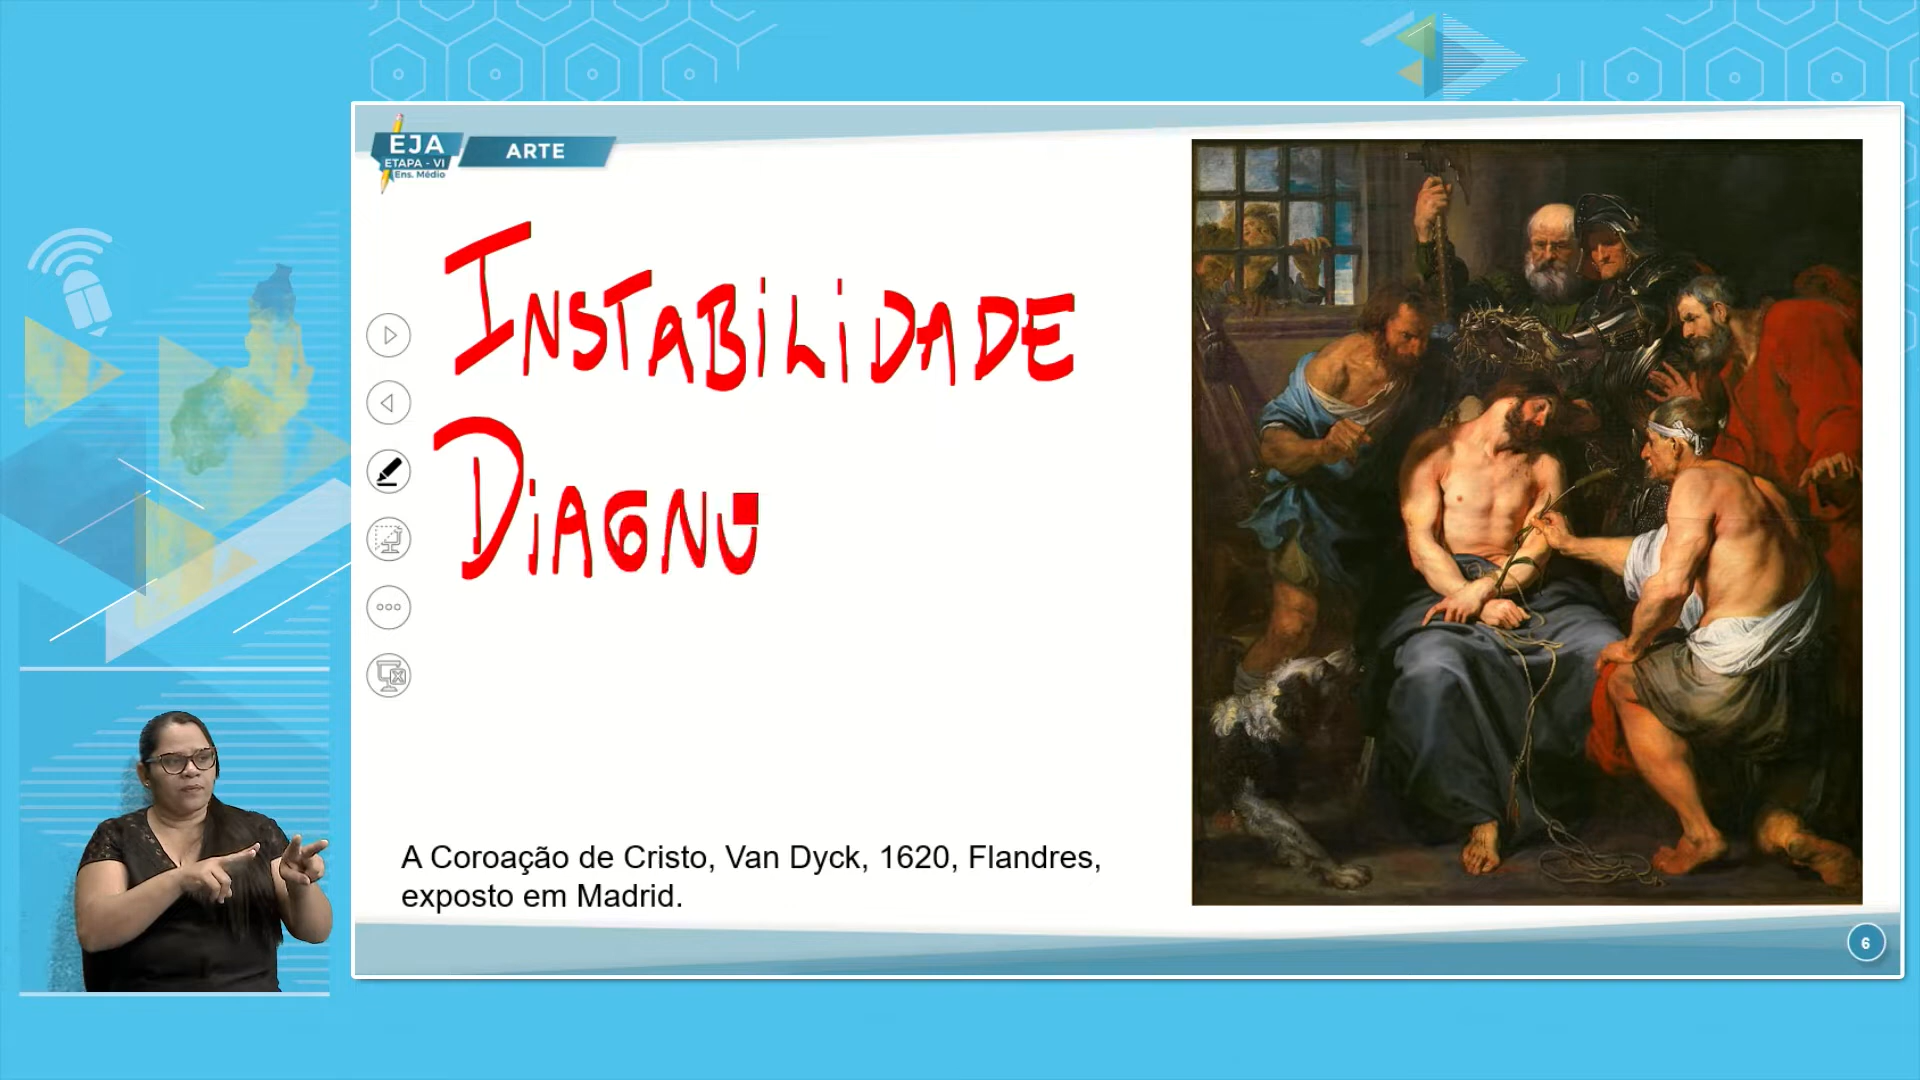 EJA
ETAPA - VI
Ens. Médio
ARTE
INSTABILIDADE
DIAGNO
A Coroação de Cristo, Van Dyck, 1620, Flandres,
exposto em Madrid.
6